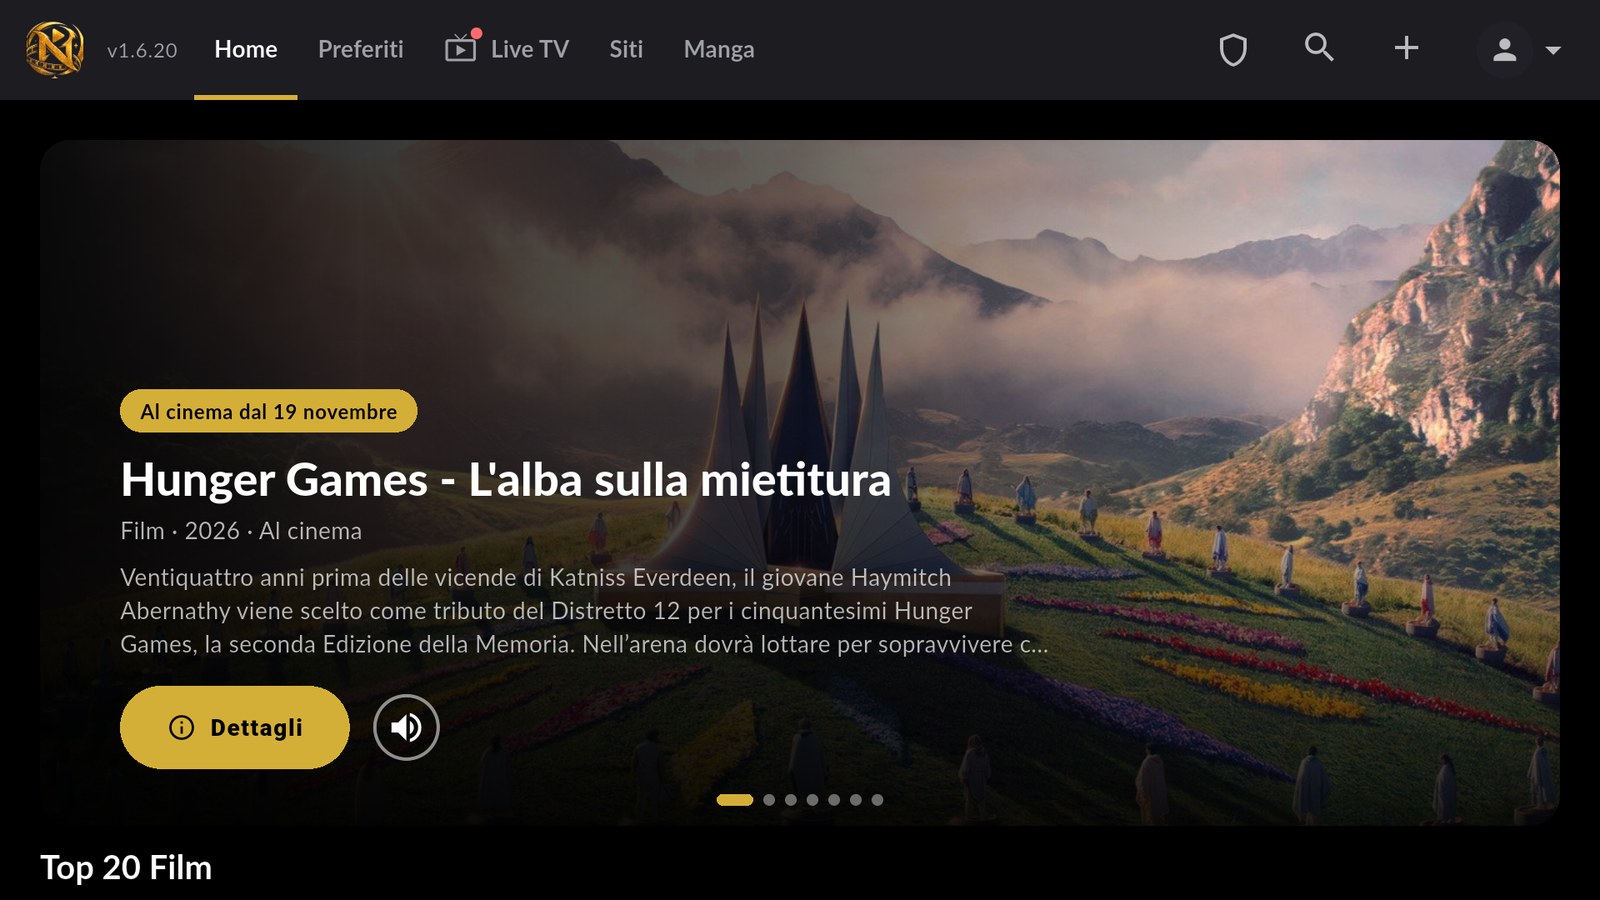 v1.6.20
Home
Preferiti
Live TV
Siti
Manga
Al cinema dal 19 novembre
Hunger Games - L'alba sulla mietitura
Film · 2026 · Al cinema
Ventiquattro anni prima delle vicende di Katniss Everdeen, il giovane Haymitch
Abernathy viene scelto come tributo del Distretto 12 per i cinquantesimi Hunger
Games, la seconda Edizione della Memoria. Nell’arena dovrà lottare per sopravvivere c...
Dettagli
Top 20 Film